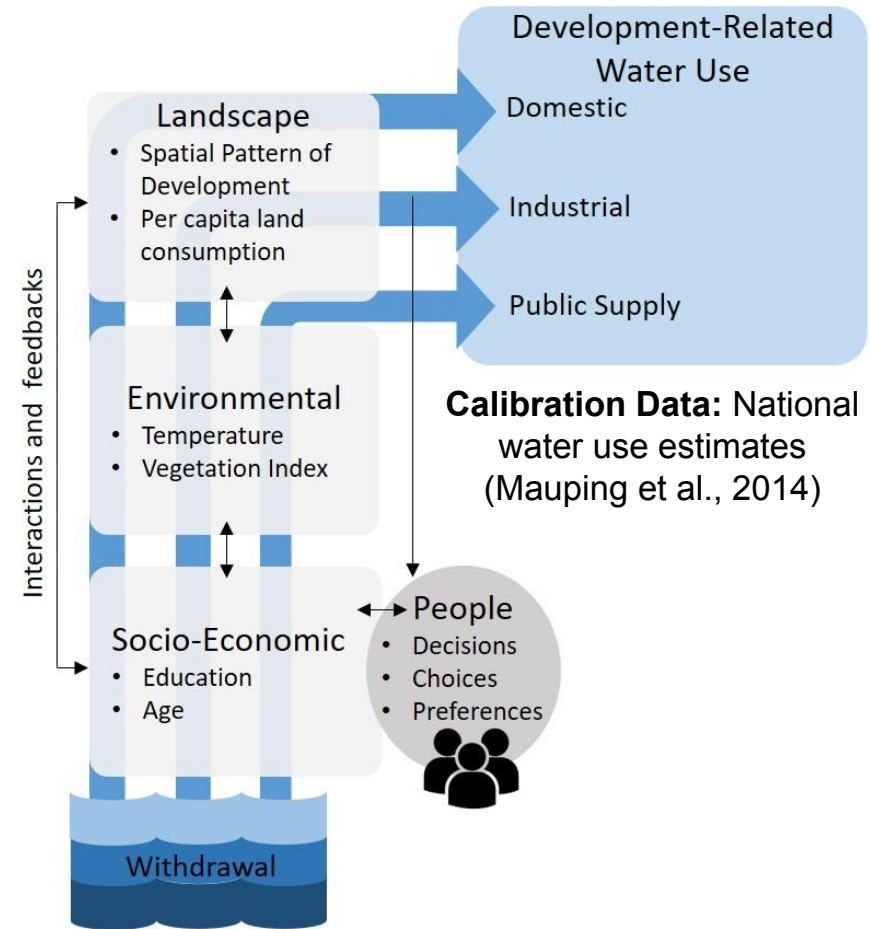 Development-Related
Water Use
Domestic
Industrial
Public Supply
Landscape
• Spatial Pattern of
Development
• Per capita land
consumption
Interactions and feedbacks
Environmental
• Temperature
• Vegetation Index
Calibration Data: National
water use estimates
(Mauping et al., 2014)
Socio-Economic
• Education
• Age
People
• Decisions
• Choices
• Preferences
Withdrawal